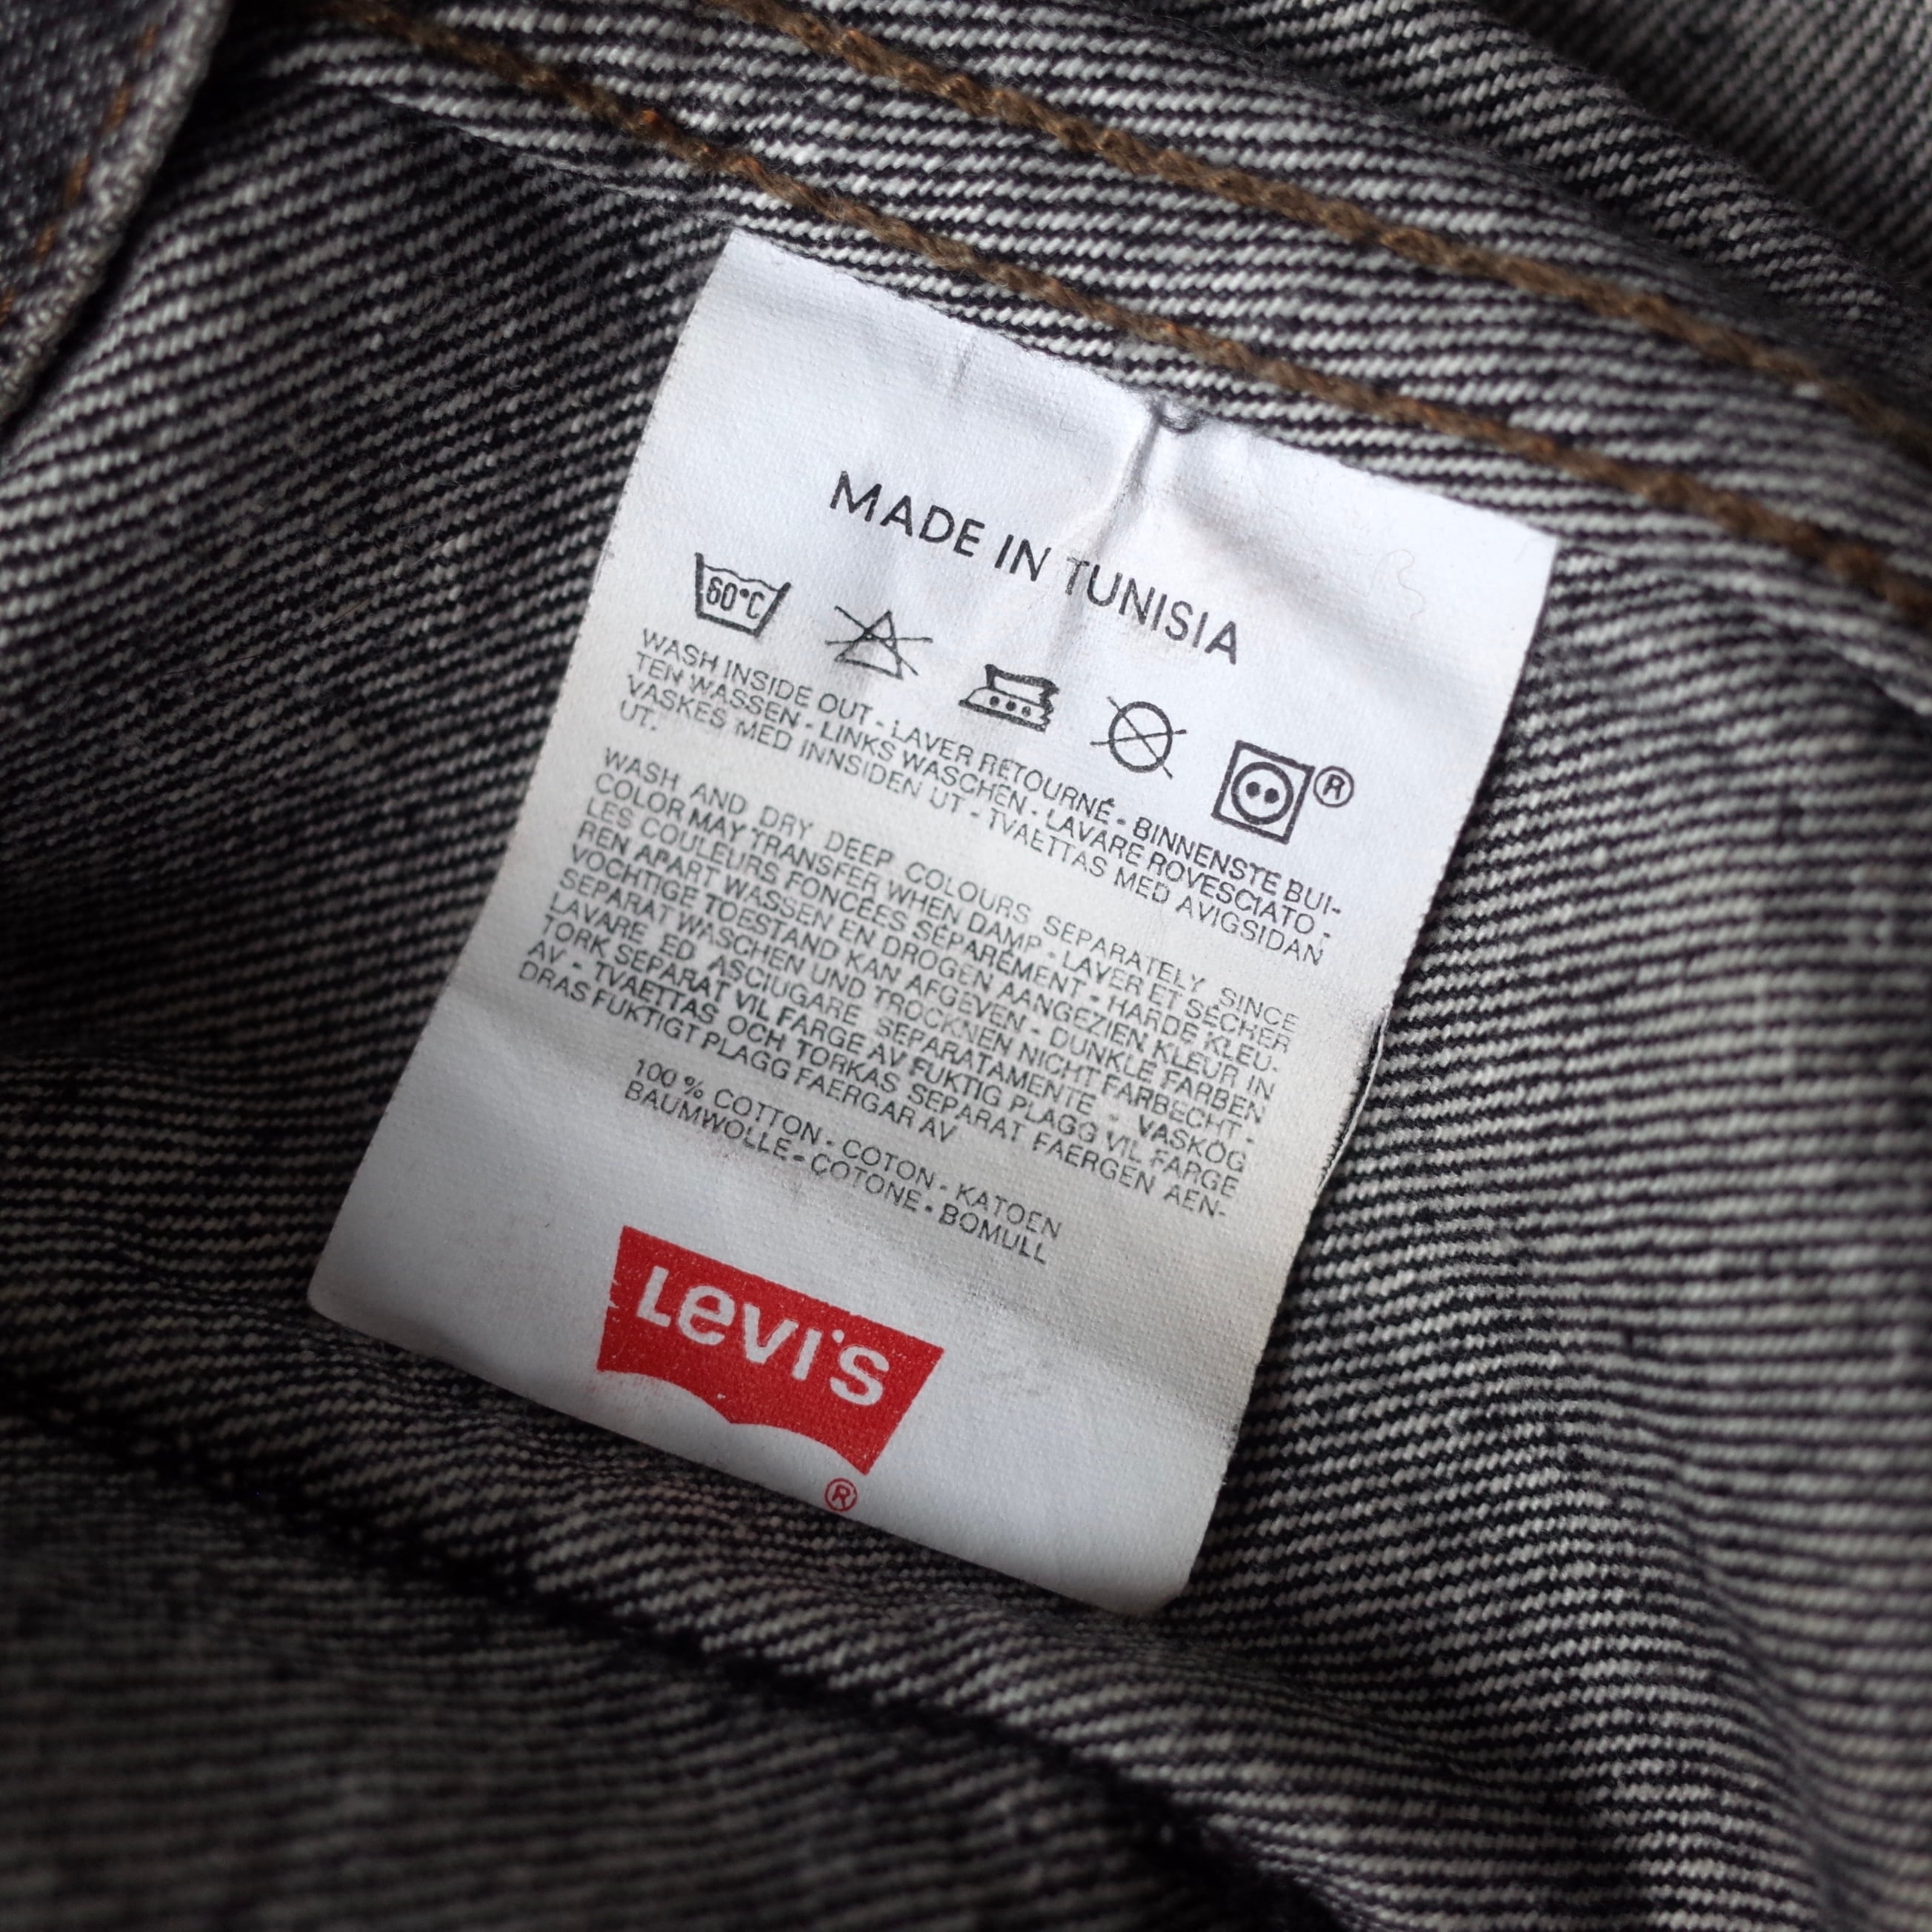 MADE IN TUNISIA
60°C
®
WASH INSIDE OUT - LAVER RETOURNÉ - BINNENSTE BUI-
TEN WASSEN - LINKS WASCHEN - LAVARE ROVESCIATO -
VASKES MED INNSIDEN UT - TVAETTAS MED AVIGSIDAN
UT.
WASH AND DRY DEEP COLOURS SEPARATELY SINCE
COLOR MAY TRANSFER WHEN DAMP - LAVER ET SÉCHER
LES COULEURS FONCÉES SÉPARÉMENT - HARDE KLEU-
REN APART WASSEN EN DROGEN AANGEZIEN KLEUR IN
VOCHTIGE TOESTAND KAN AFGEVEN - DUNKLE FARBEN
SEPARAT WASCHEN UND TROCKNEN NICHT FARBECHT -
LAVARE ED ASCIUGARE SEPARATAMENTE - VASKOG
TORK SEPARAT VIL FARGE AV FUKTIG PLAGG VIL FARGE
AV - TVAETTAS OCH TORKAS SEPARAT FAERGEN AEN-
DRAS FUKTIGT PLAGG FAERGAR AV
100 % COTTON - COTON - KATOEN
BAUMWOLLE - COTONE - BOMULL
Levi's
®